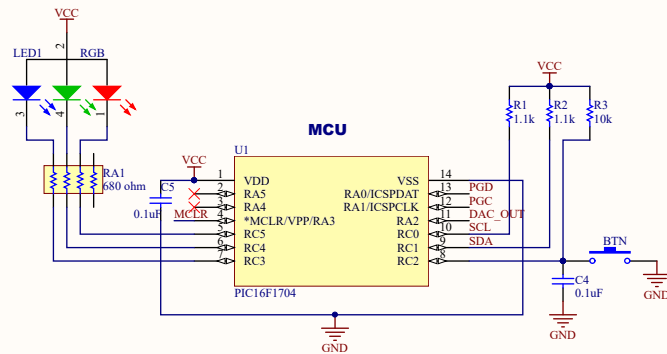 VCC
LED1 2 RGB
3 4 1
RA1
680 ohm
VCC
C5
0.1uF
MCLR
MCU
U1
1 VDD VSS 14
2 RA5 RA0/ICSPDAT 13 PGD
3 RA4 RA1/ICSPCLK 12 PGC
4 *MCLR/VPP/RA3 RA2 11 DAC_OUT
5 RC5 RC0 10 SCL
6 RC4 RC1 9 SDA
7 RC3 RC2 8
PIC16F1704
GND
VCC
R1 R2 R3
1.1k 1.1k 10k
BTN
C4
0.1uF
GND
GND